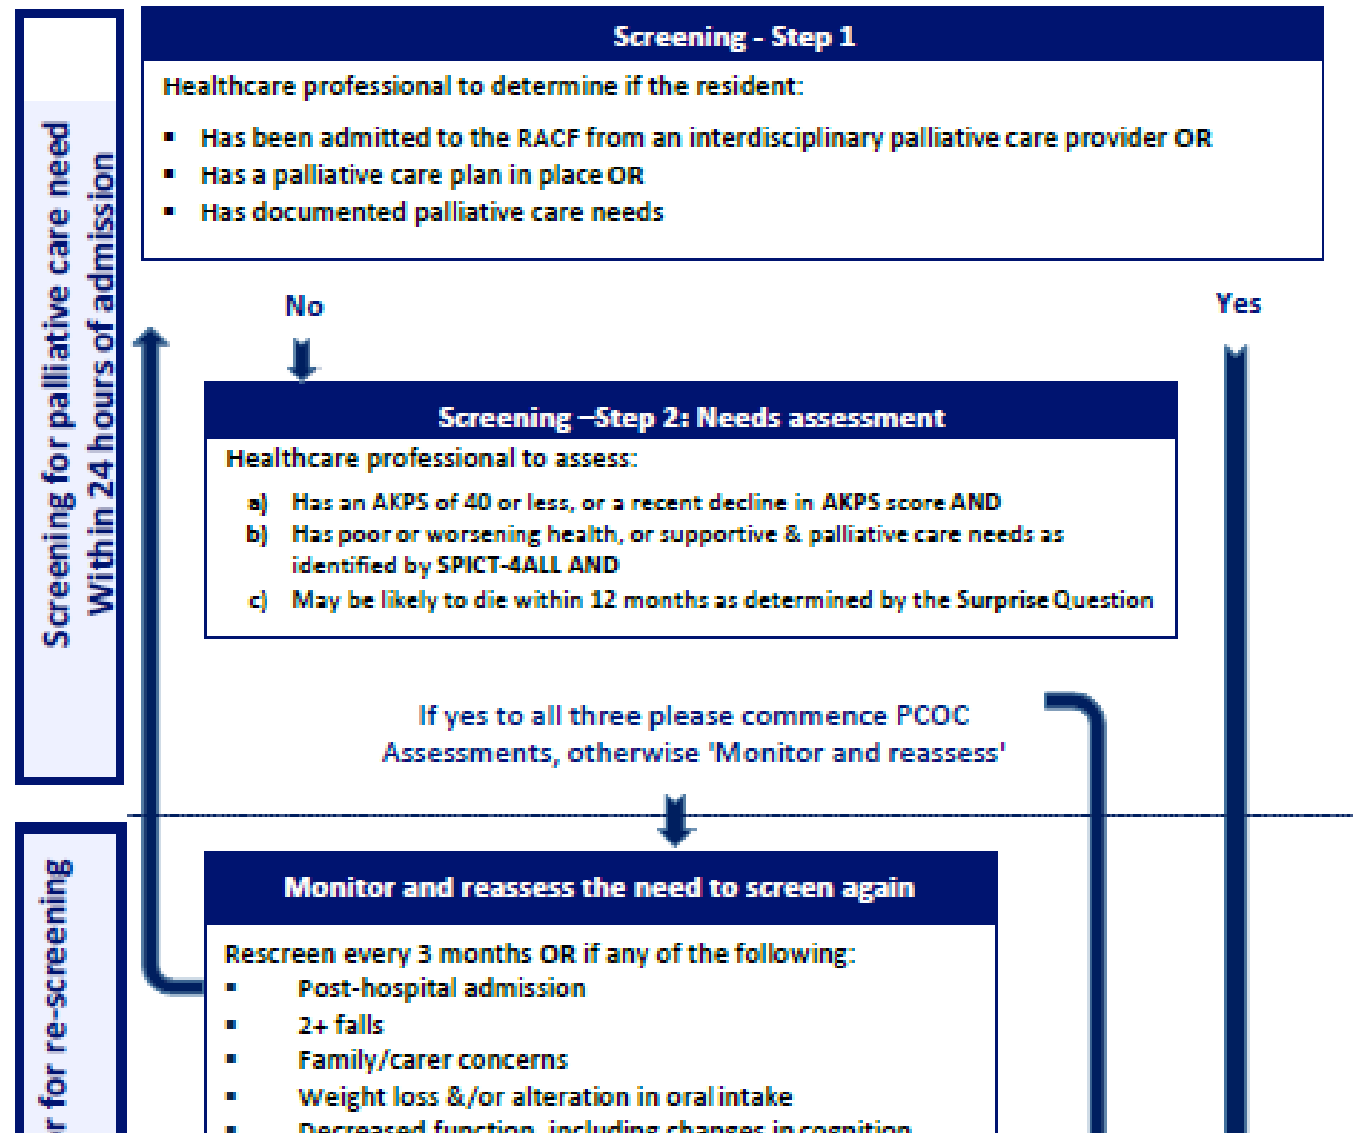 Screening - Step 1
Healthcare professional to determine if the resident:
▪ Has been admitted to the RACF from an interdisciplinary palliative care provider OR
▪ Has a palliative care plan in place OR
▪ Has documented palliative care needs
Screening for palliative care need
Within 24 hours of admission
No
Yes
Screening –Step 2: Needs assessment
Healthcare professional to assess:
a) Has an AKPS of 40 or less, or a recent decline in AKPS score AND
b) Has poor or worsening health, or supportive & palliative care needs as
identified by SPICT-4ALL AND
c) May be likely to die within 12 months as determined by the Surprise Question
If yes to all three please commence PCOC
Assessments, otherwise 'Monitor and reassess'
for re-screening
Monitor and reassess the need to screen again
Rescreen every 3 months OR if any of the following:
▪ Post-hospital admission
▪ 2+ falls
▪ Family/carer concerns
▪ Weight loss &/or alteration in oral intake
▪ Decreased function, including changes in cognition